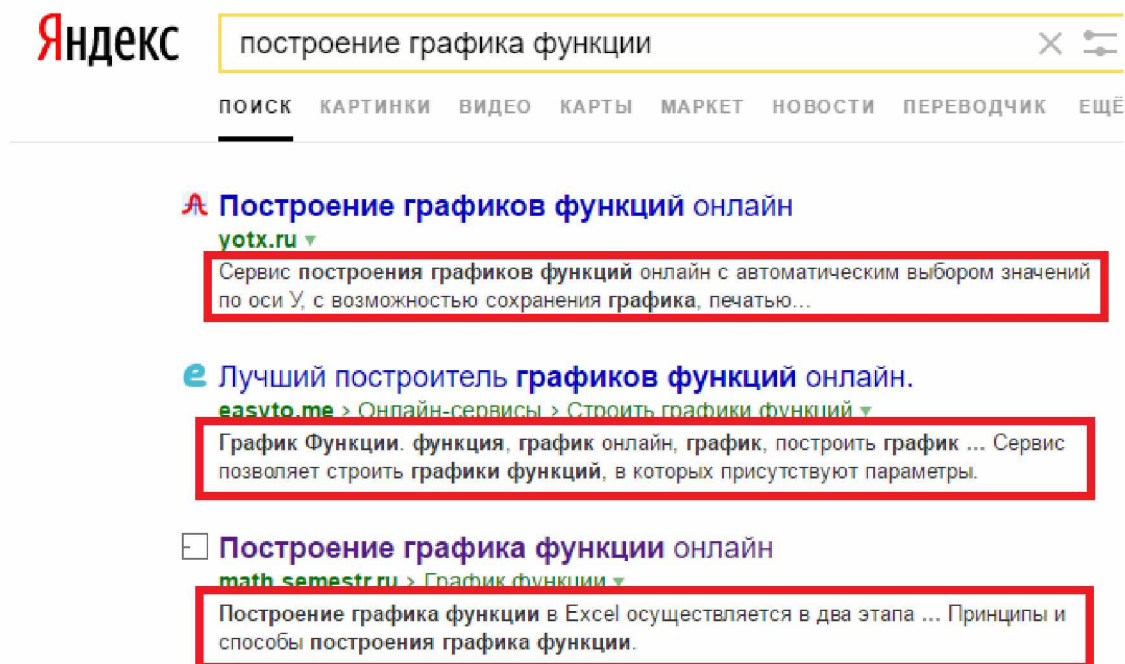 Яндекс
построение графика функции
ПОИСК КАРТИНКИ ВИДЕО КАРТЫ МАРКЕТ НОВОСТИ ПЕРЕВОДЧИК ЕЩЁ
Построение графиков функций онлайн
yotx.ru
Сервис построения графиков функций онлайн с автоматическим выбором значений
по оси У, с возможностью сохранения графика, печатью...
Лучший построитель графиков функций онлайн.
easyto.me › Онлайн-сервисы › Строить графики функций
График Функции. функция, график онлайн, график, построить график ... Сервис
позволяет строить графики функций, в которых присутствуют параметры.
Построение графика функции онлайн
math.semestr.ru › График функции
Построение графика функции в Excel осуществляется в два этапа ... Принципы и
способы построения графика функции.